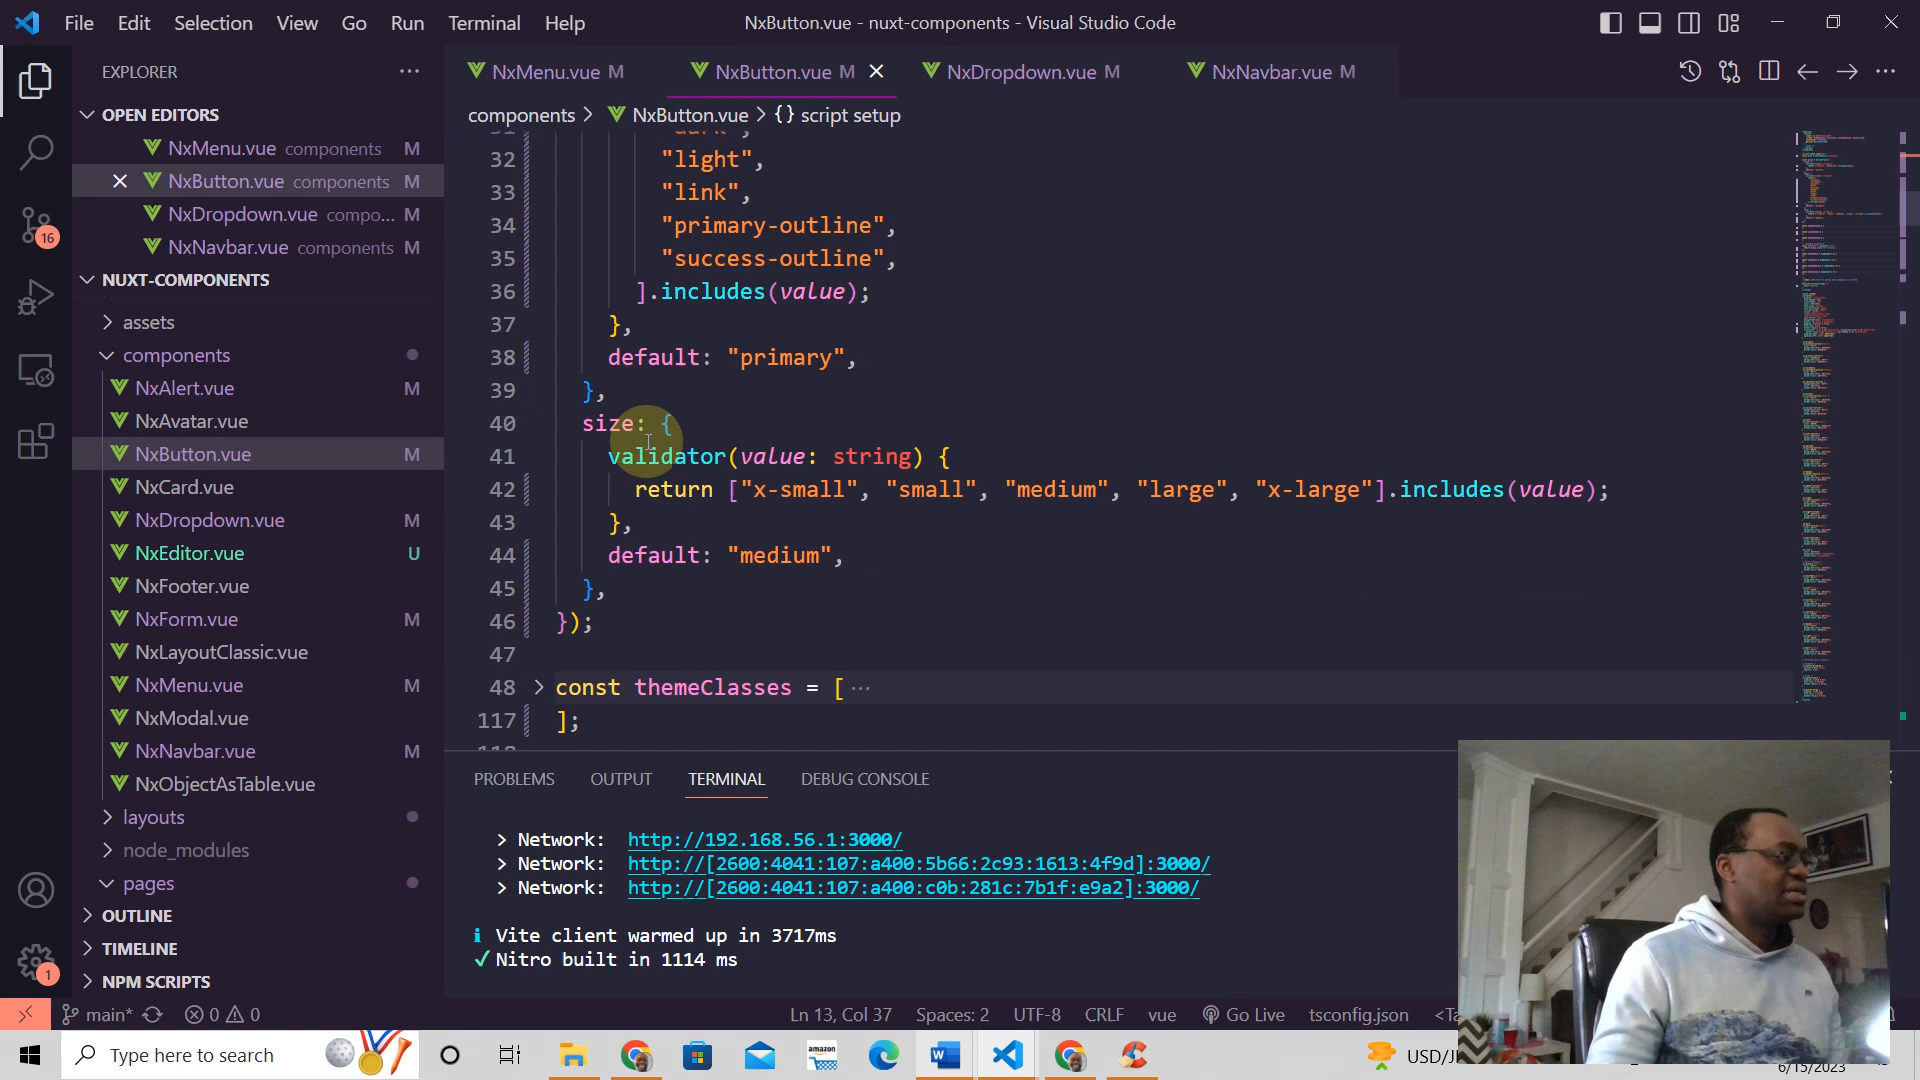 File Edit Selection View Go Run Terminal Help
NxButton.vue - nuxt-components - Visual Studio Code
EXPLORER
OPEN EDITORS
NxMenu.vue components M
NxButton.vue components M
NxDropdown.vue compo... M
NxNavbar.vue components M
NUXT-COMPONENTS
assets
components
NxAlert.vue M
NxAvatar.vue
NxButton.vue M
NxCard.vue
NxDropdown.vue M
NxEditor.vue U
NxFooter.vue
NxForm.vue M
NxLayoutClassic.vue
NxMenu.vue M
NxModal.vue
NxNavbar.vue M
NxObjectAsTable.vue
layouts
node_modules
pages
OUTLINE
TIMELINE
NPM SCRIPTS
16
1
NxMenu.vue M NxButton.vue M NxDropdown.vue M NxNavbar.vue M
components > NxButton.vue > {} script setup
32 "light",
33 "link",
34 "primary-outline",
35 "success-outline",
36 ].includes(value);
37 },
38 default: "primary",
39 },
40 size: {
41 validator(value: string) {
42 return ["x-small", "small", "medium", "large", "x-large"].includes(value);
43 },
44 default: "medium",
45 },
46 });
47
48 const themeClasses = [ ···
117 ];
PROBLEMS OUTPUT TERMINAL DEBUG CONSOLE
> Network: http://192.168.56.1:3000/
> Network: http://[2600:4041:107:a400:5b66:2c93:1613:4f9d]:3000/
> Network: http://[2600:4041:107:a400:c0b:281c:7b1f:e9a2]:3000/
i Vite client warmed up in 3717ms
✓ Nitro built in 1114 ms
main* 0 0 Ln 13, Col 37 Spaces: 2 UTF-8 CRLF vue Go Live tsconfig.json
Type here to search
amazon
USD/
6/15/2023